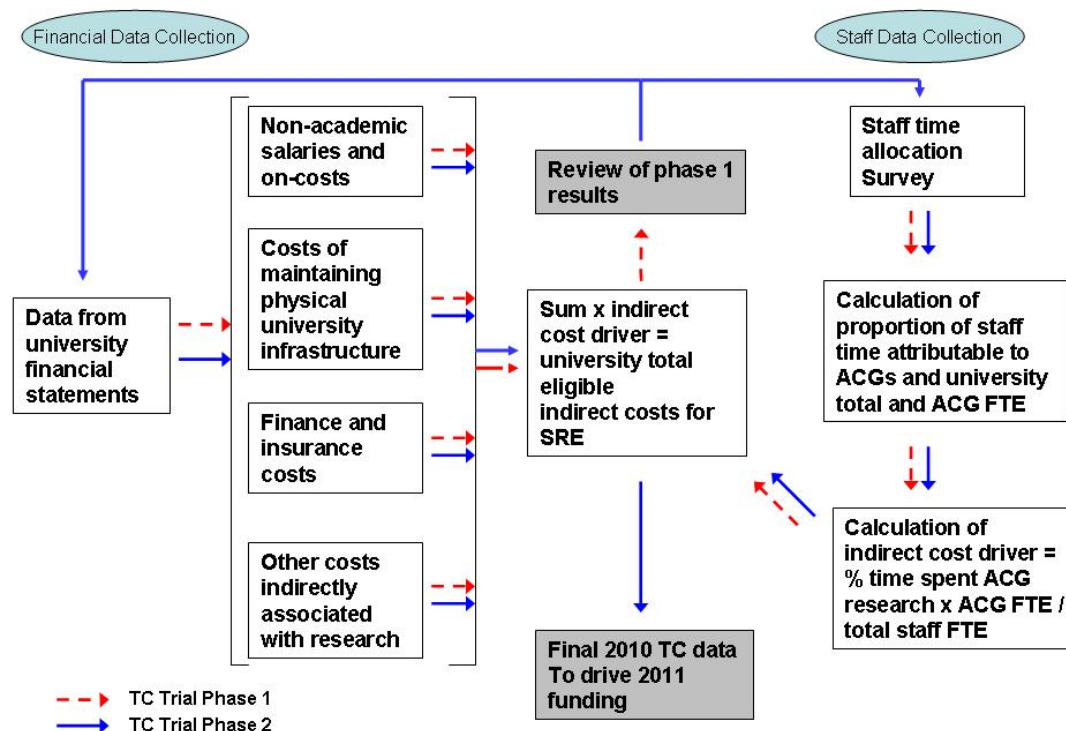 Financial Data Collection
Staff Data Collection
Non-academic
salaries and
on-costs
Review of phase 1
results
Staff time
allocation
Survey
Costs of
maintaining
physical
university
infrastructure
Data from
university
financial
statements
Sum x indirect
cost driver =
university total
eligible
indirect costs for
SRE
Calculation of
proportion of staff
time attributable to
ACGs and university
total and ACG FTE
Finance and
insurance
costs
Other costs
indirectly
associated
with research
Calculation of
indirect cost driver =
% time spent ACG
research x ACG FTE /
total staff FTE
Final 2010 TC data
To drive 2011
funding
TC Trial Phase 1
TC Trial Phase 2